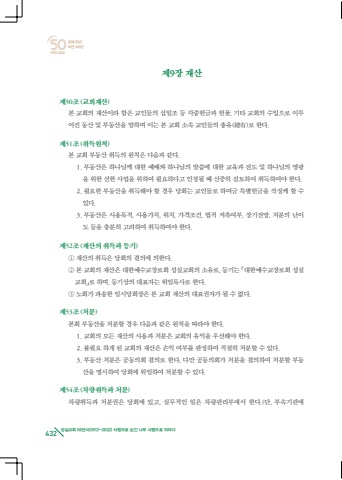 제9장 재산
제50조 (교회재산)
본 교회의 재산이라 함은 교인들의 십일조 등 각종헌금과 헌물, 기타 교회의 수입으로 이루
어진 동산 및 부동산을 말하며 이는 본 교회 소속 교인들의 총유(總有)로 한다.
제51조 (취득원칙)
본 교회 부동산 취득의 원칙은 다음과 같다.
1. 부동산은 하나님께 대한 예배와 하나님의 말씀에 대한 교육과 전도 및 하나님의 영광
을 위한 선한 사업을 위하여 필요하다고 인정될 때 신중히 검토하여 취득하여야 한다.
2. 필요한 부동산을 취득해야 할 경우 당회는 교인들로 하여금 특별헌금을 작정케 할 수
있다.
3. 부동산은 사용목적, 사용가치, 위치, 가격조건, 법적 저촉여부, 장기전망, 처분의 난이
도 등을 충분히 고려하여 취득하여야 한다.
제52조 (재산의 취득과 등기)
① 재산의 취득은 당회의 결의에 의한다.
② 본 교회의 재산은 대한예수교장로회 성실교회의 소유로, 등기는 「대한예수교장로회 성실
교회」로 하며, 등기상의 대표자는 위임목사로 한다.
③ 노회가 파송한 임시당회장은 본 교회 재산의 대표권자가 될 수 없다.
제53조 (처분)
본회 부동산을 처분할 경우 다음과 같은 원칙을 따라야 한다.
1. 교회의 모든 재산의 사용과 처분은 교회의 유익을 우선해야 한다.
2. 불필요 하게 된 교회의 재산은 손익 여부를 판정하여 적절히 처분할 수 있다.
3. 부동산 처분은 공동의회 결의로 한다. 다만 공동의회가 처분을 결의하며 처분할 부동
산을 명시하여 당회에 위임하여 처분할 수 있다.
제54조 (차량취득과 처분)
차량취득과 처분권은 당회에 있고, 실무적인 일은 차량관리부에서 한다.(단, 부속기관에
432